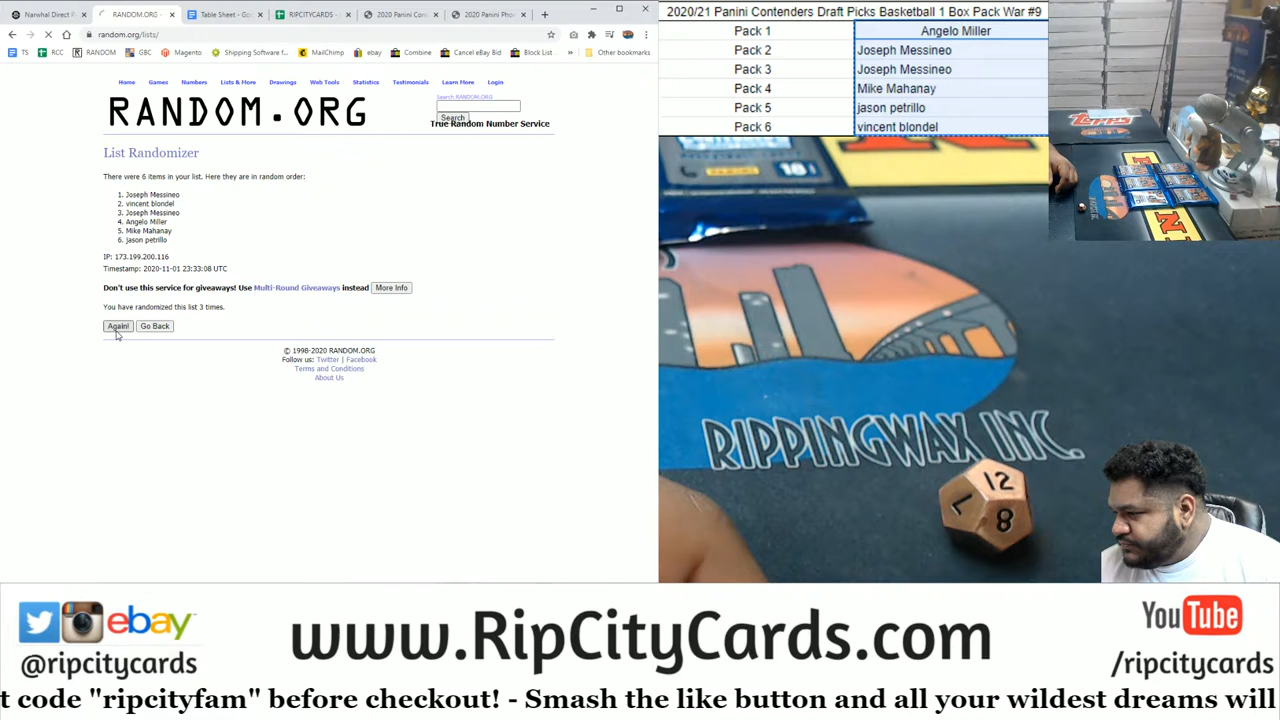 Narwhal Direct R
RANDOM.ORG -
Table Sheet - Go
RIPCITYCARDS -
2020 Panini Con
2020 Panini Pho
random.org/lists/
TS
RCC
RANDOM
GBC
Magento
Shipping Software f
MailChimp
ebay
Combine
Cancel eBay Bid
Block List
Other bookmarks
Home
Games
Numbers
Lists & More
Drawings
Web Tools
Statistics
Testimonials
Learn More
Login
RANDOM.ORG
Search RANDOM.ORG
Search
True Random Number Service
List Randomizer
There were 6 items in your list. Here they are in random order:
1. Joseph Messineo
2. vincent blondel
3. Joseph Messineo
4. Angelo Miller
5. Mike Mahanay
6. jason petrillo
IP: 173.199.200.116
Timestamp: 2020-11-01 23:33:08 UTC
Don't use this service for giveaways! Use Multi-Round Giveaways instead More Info
You have randomized this list 3 times.
Again! Go Back
© 1998-2020 RANDOM.ORG
Follow us: Twitter | Facebook
Terms and Conditions
About Us
2020/21 Panini Contenders Draft Picks Basketball 1 Box Pack War #9
Pack 1 Angelo Miller
Pack 2 Joseph Messineo
Pack 3 Joseph Messineo
Pack 4 Mike Mahanay
Pack 5 jason petrillo
Pack 6 vincent blondel
PANINI
Topps
RIPPINGWAX INC.
12
7
8
ebay
@ripcitycards
www.RipCityCards.com
YouTube
/ripcitycards
t code "ripcityfam" before checkout! - Smash the like button and all your wildest dreams will